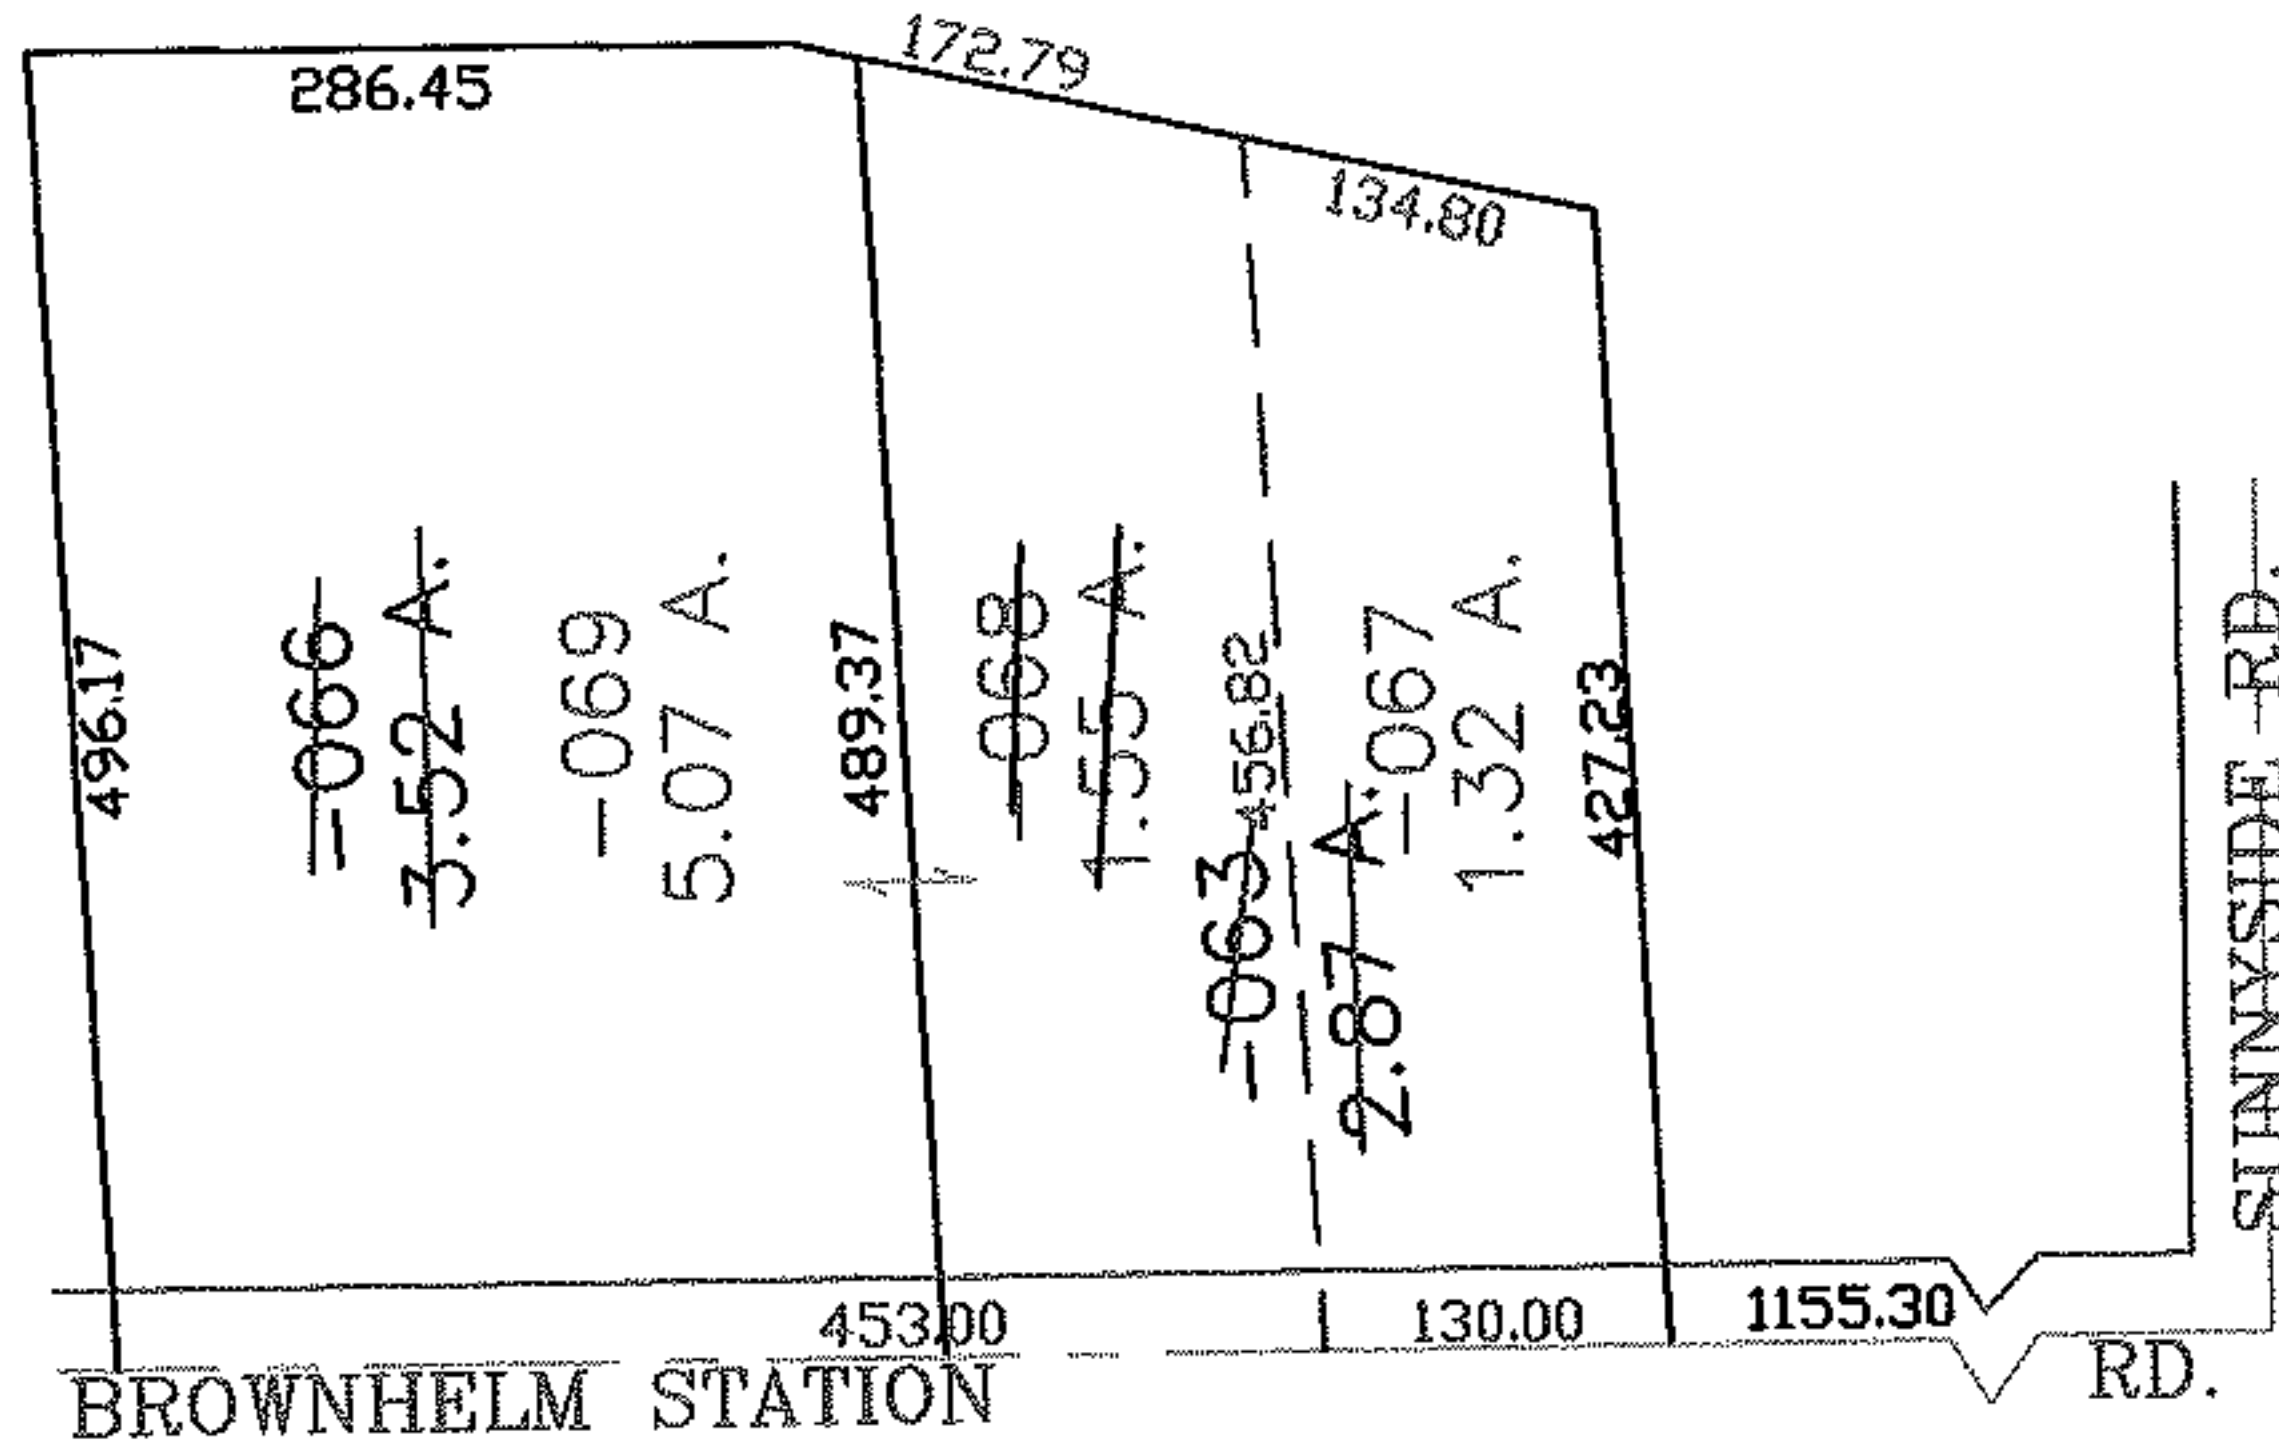 172.79
286.45
134.80
496.17
-066
3.52 A.
-069
5.07 A.
489.37
068
1.55 A.
456.82
-063
2.87 A.
-067
1.32 A.
427.23
SUNNYSIDE RD.
453.00
130.00
1155.30
BROWNHELM STATION RD.